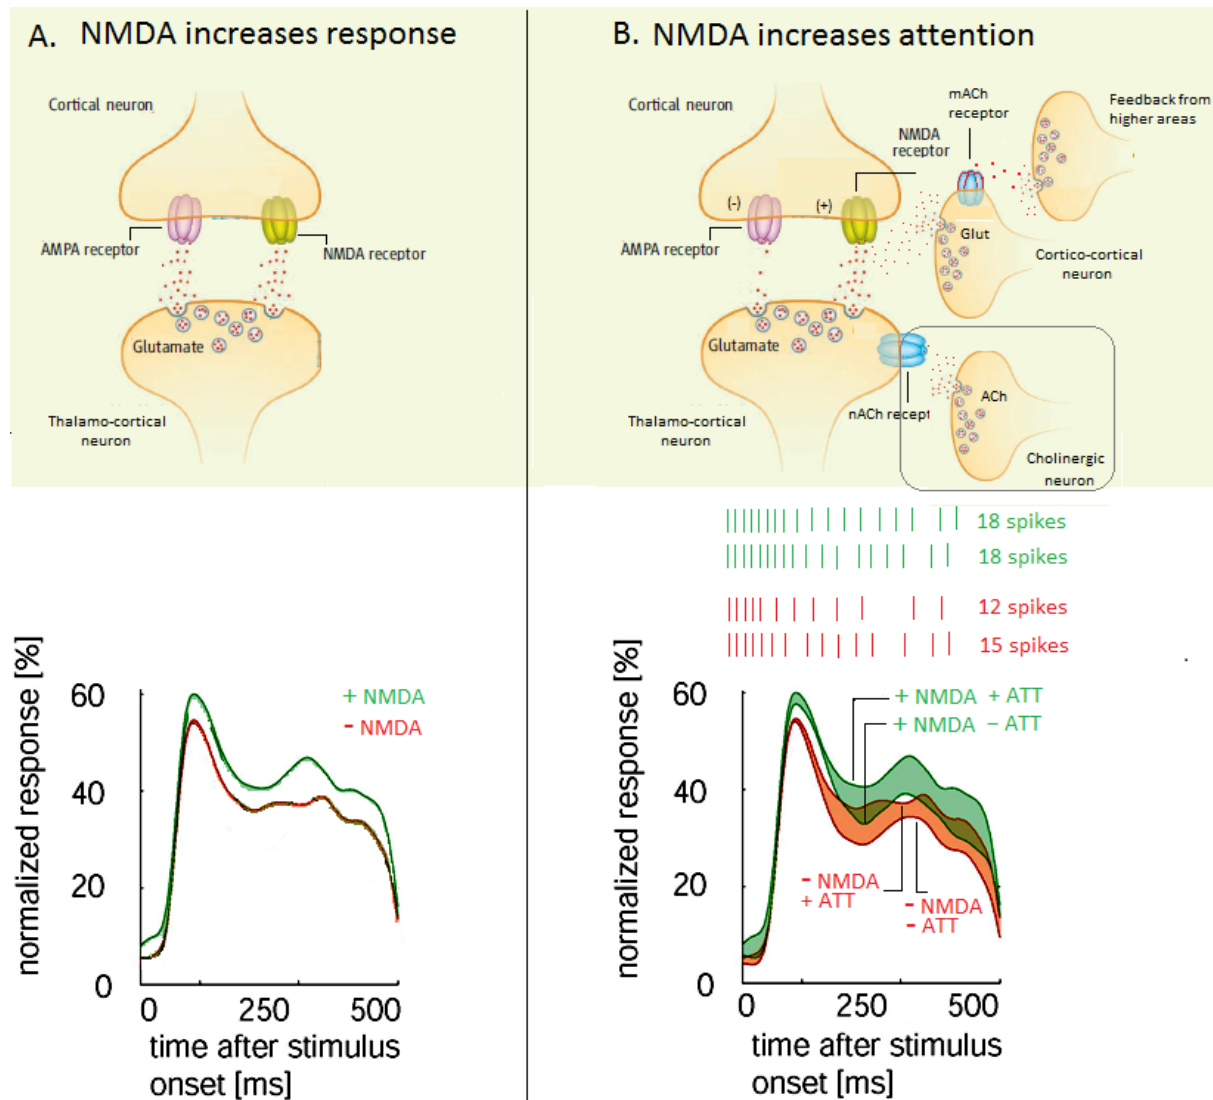 A. NMDA increases response
Cortical neuron
AMPA receptor
NMDA receptor
Glutamate
Thalamo-cortical
neuron
normalized response [%]
60
40
20
0
+ NMDA
- NMDA
0 250 500
time after stimulus
onset [ms]
B. NMDA increases attention
Cortical neuron
mACh
receptor
Feedback from
higher areas
NMDA
receptor
(-)
(+)
AMPA receptor
Glut
Cortico-cortical
neuron
Glutamate
nACh recept
ACh
Thalamo-cortical
neuron
Cholinergic
neuron
18 spikes
18 spikes
12 spikes
15 spikes
normalized response [%]
60
40
20
0
+ NMDA + ATT
+ NMDA - ATT
- NMDA
+ ATT
- NMDA
- ATT
0 250 500
time after stimulus
onset [ms]